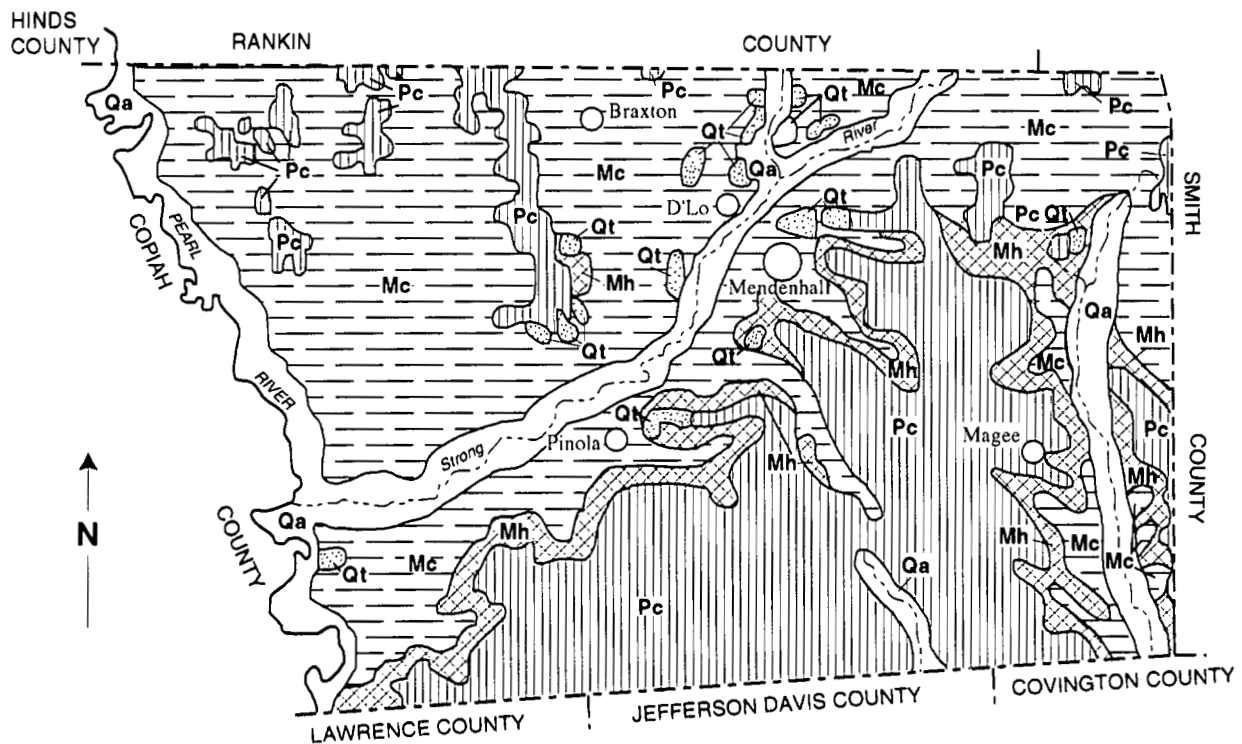 HINDS
COUNTY
RANKIN
COUNTY
Qa
Pc
Pc
Qt
Mc
Pc
Braxton
Qt
River
Mc
Pc
Pc
Mc
Qa
Pc
SMITH
COPIAH
PEARL
D'Lo
Pc
Qt
Pc
Qt
Pc
Qt
Mh
Qt
Mc
Mh
Mendenhall
Qa
Qt
Qt
Mh
Mc
Mh
RIVER
Qt
Pc
Pc
Pinola
Magee
Strong
Mh
Mh
COUNTY
N
COUNTY
Qa
Mh
Mh
Mc
Mc
Qt
Mc
Qa
Pc
LAWRENCE COUNTY
JEFFERSON DAVIS COUNTY
COVINGTON COUNTY